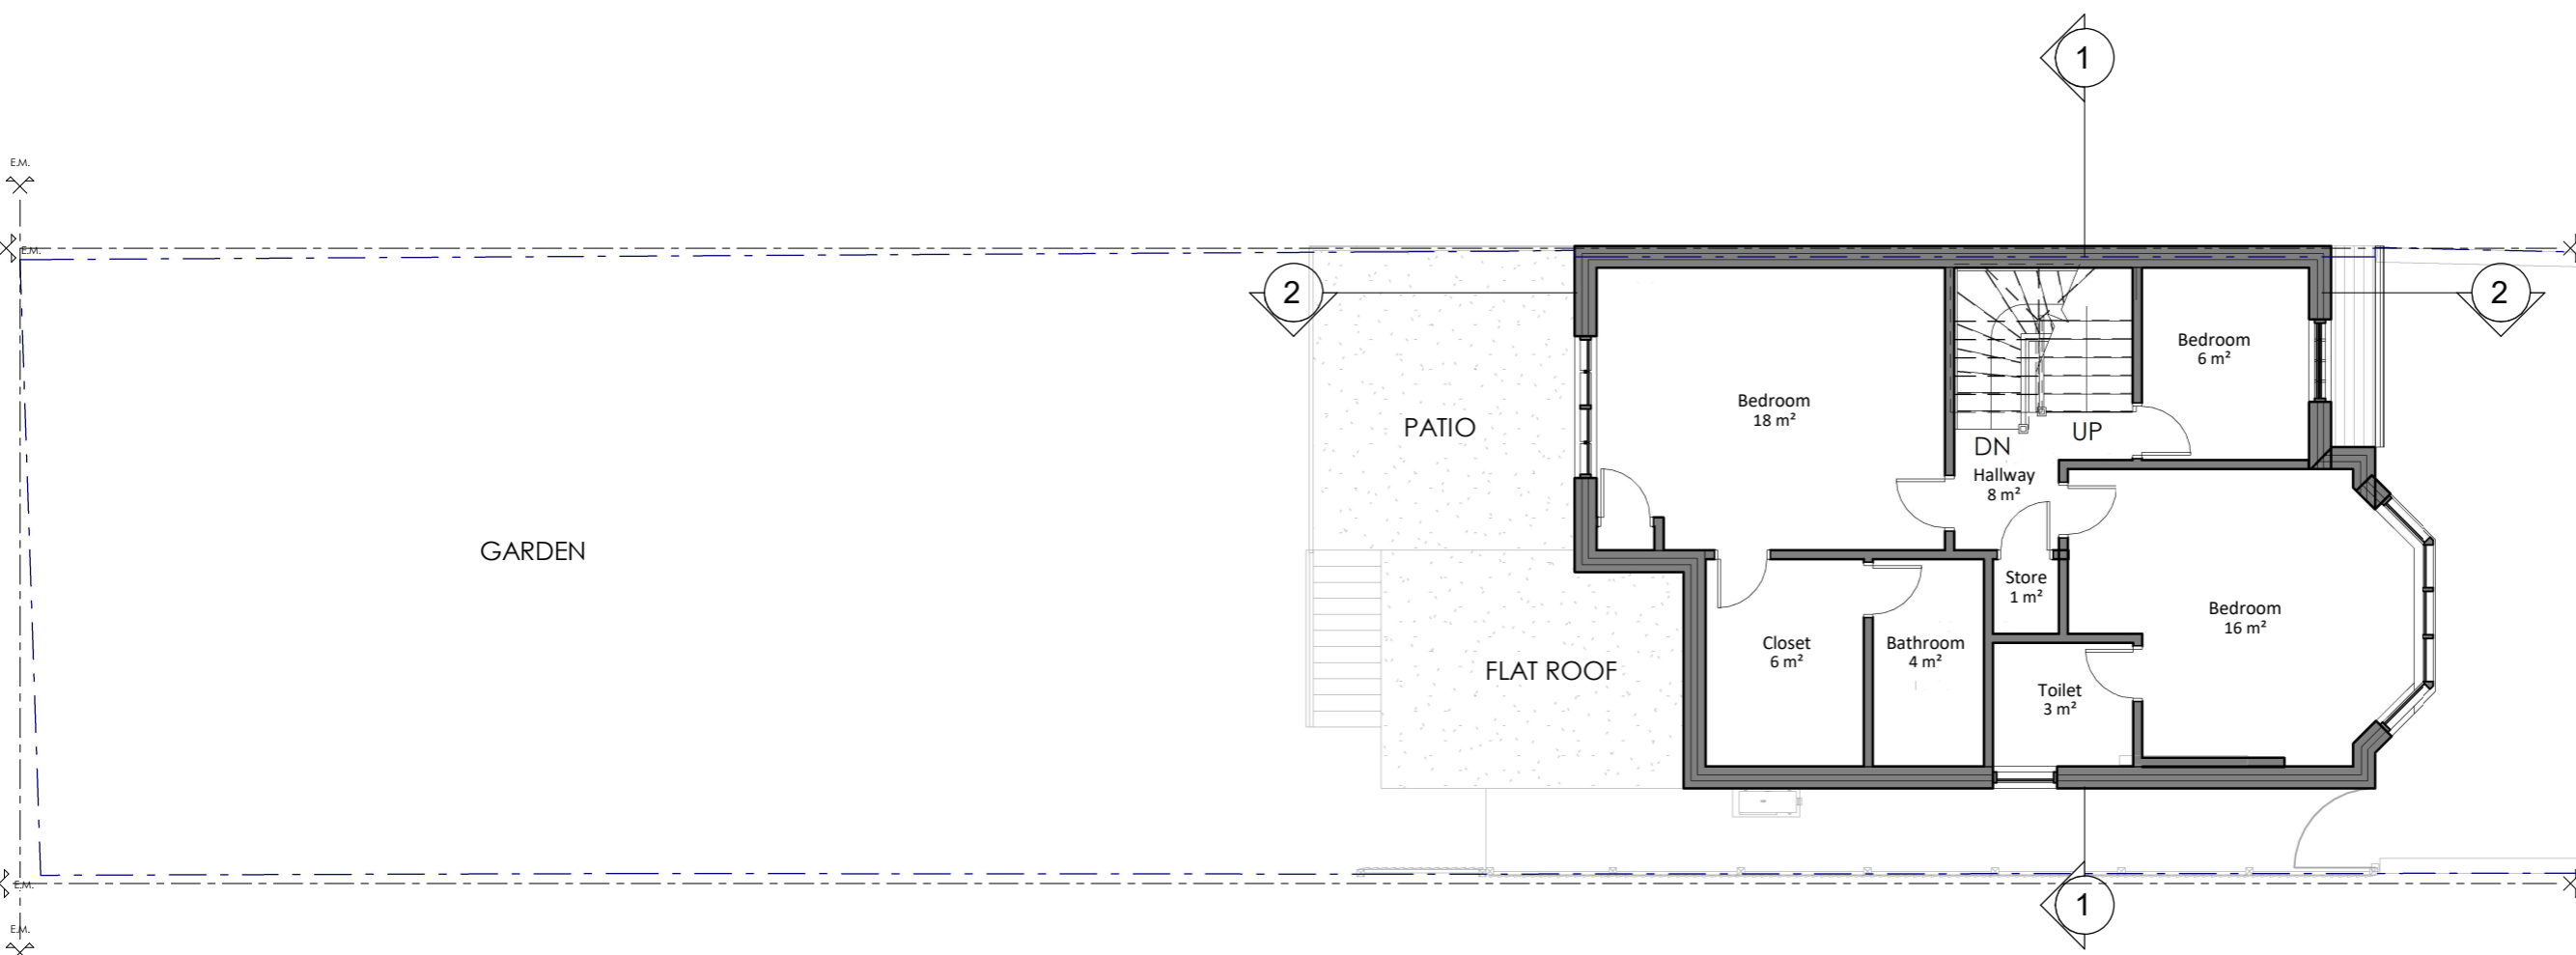 1
E.M.
E.M.
2
2
Bedroom
6 m²
Bedroom
18 m²
PATIO
UP
DN
Hallway
8 m²
GARDEN
Store
1 m²
Bedroom
16 m²
Closet
6 m²
Bathroom
4 m²
FLAT ROOF
Toilet
3 m²
E.M.
1
E.M.